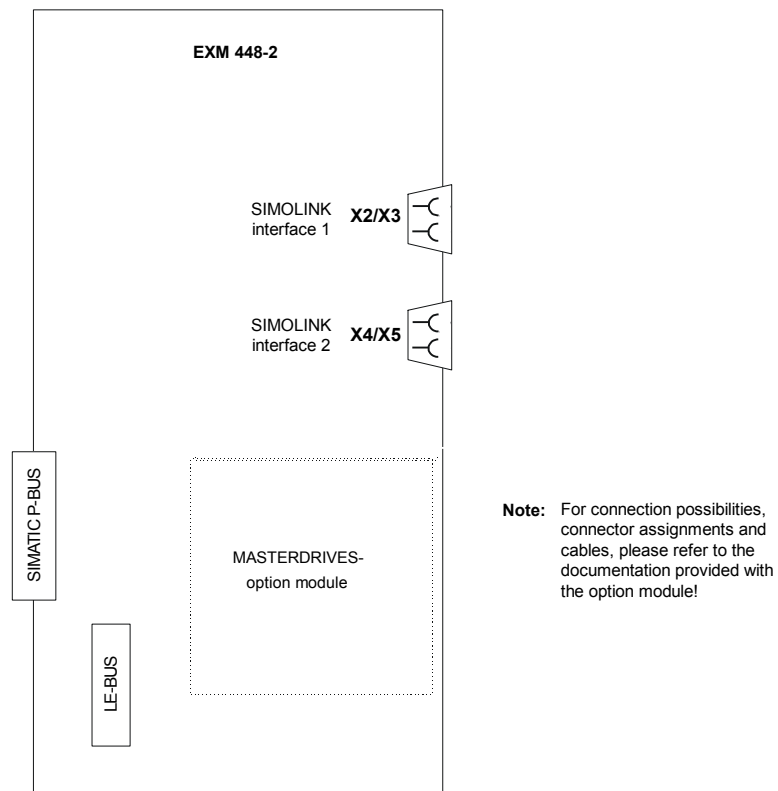 EXM 448-2
SIMOLINK
interface 1
X2/X3
SIMOLINK
interface 2
X4/X5
SIMATIC P-BUS
MASTERDRIVES-
option module
LE-BUS
Note: For connection possibilities,
connector assignments and
cables, please refer to the
documentation provided with
the option module!